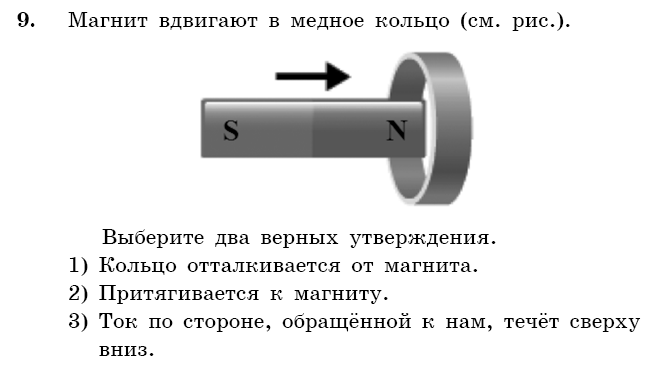 9. Магнит вдвигают в медное кольцо (см. рис.).
S N
Выберите два верных утверждения.
1) Кольцо отталкивается от магнита.
2) Притягивается к магниту.
3) Ток по стороне, обращённой к нам, течёт сверху
вниз.